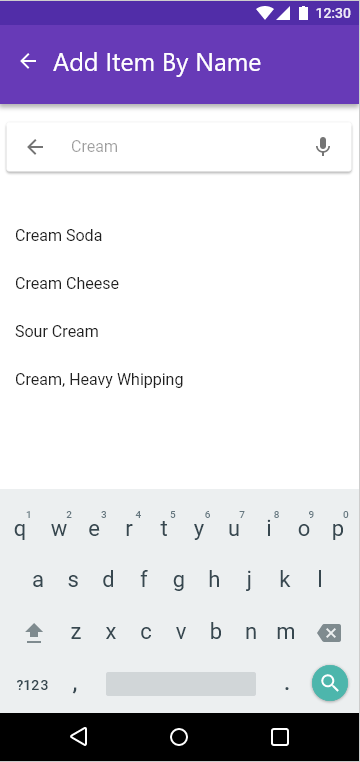 12:30
Add Item By Name
Cream
Cream Soda
Cream Cheese
Sour Cream
Cream, Heavy Whipping
1 2 3 4 5 6 7 8 9 0
q w e r t y u i o p
a s d f g h j k l
z x c v b n m
?123 , .